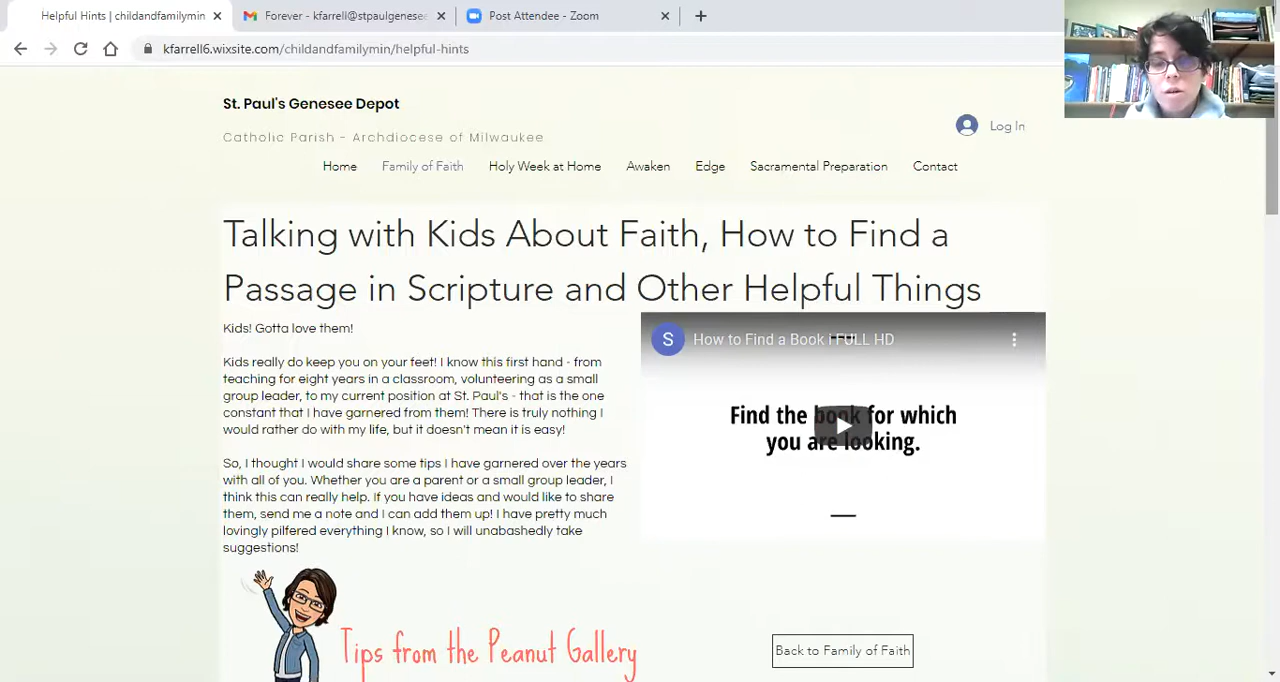 Helpful Hints | childandfamilymin
Forever - kfarrell@stpaulgenesee
Post Attendee - Zoom
kfarrell6.wixsite.com/childandfamilymin/helpful-hints
St. Paul's Genesee Depot
Catholic Parish - Archdiocese of Milwaukee
Log In
Home Family of Faith Holy Week at Home Awaken Edge Sacramental Preparation Contact
Talking with Kids About Faith, How to Find a
Passage in Scripture and Other Helpful Things
Kids! Gotta love them!
Kids really do keep you on your feet! I know this first hand - from
teaching for eight years in a classroom, volunteering as a small
group leader, to my current position at St. Paul's - that is the one
constant that I have garnered from them! There is truly nothing I
would rather do with my life, but it doesn't mean it is easy!
So, I thought I would share some tips I have garnered over the years
with all of you. Whether you are a parent or a small group leader, I
think this can really help. If you have ideas and would like to share
them, send me a note and I can add them up! I have pretty much
lovingly pilfered everything I know, so I will unabashedly take
suggestions!
S
How to Find a Book i FULL HD
Find the book for which
you are looking.
Tips from the Peanut Gallery
Back to Family of Faith